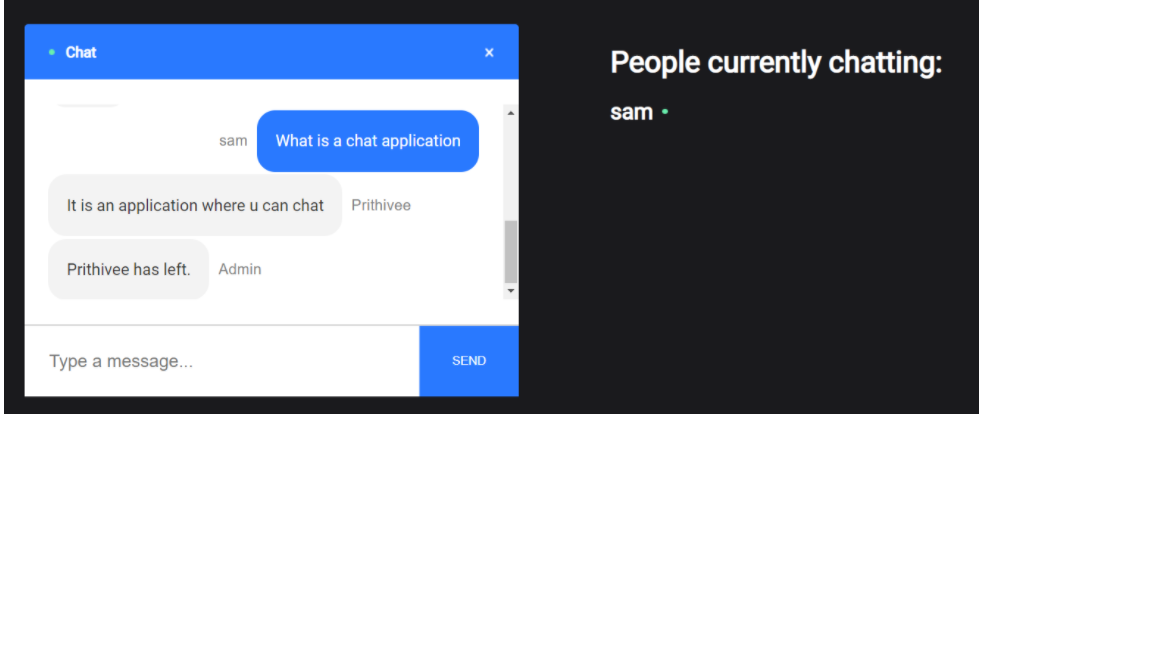 Chat ×
sam What is a chat application
It is an application where u can chat Prithivee
Prithivee has left. Admin
Type a message... SEND
People currently chatting:
sam